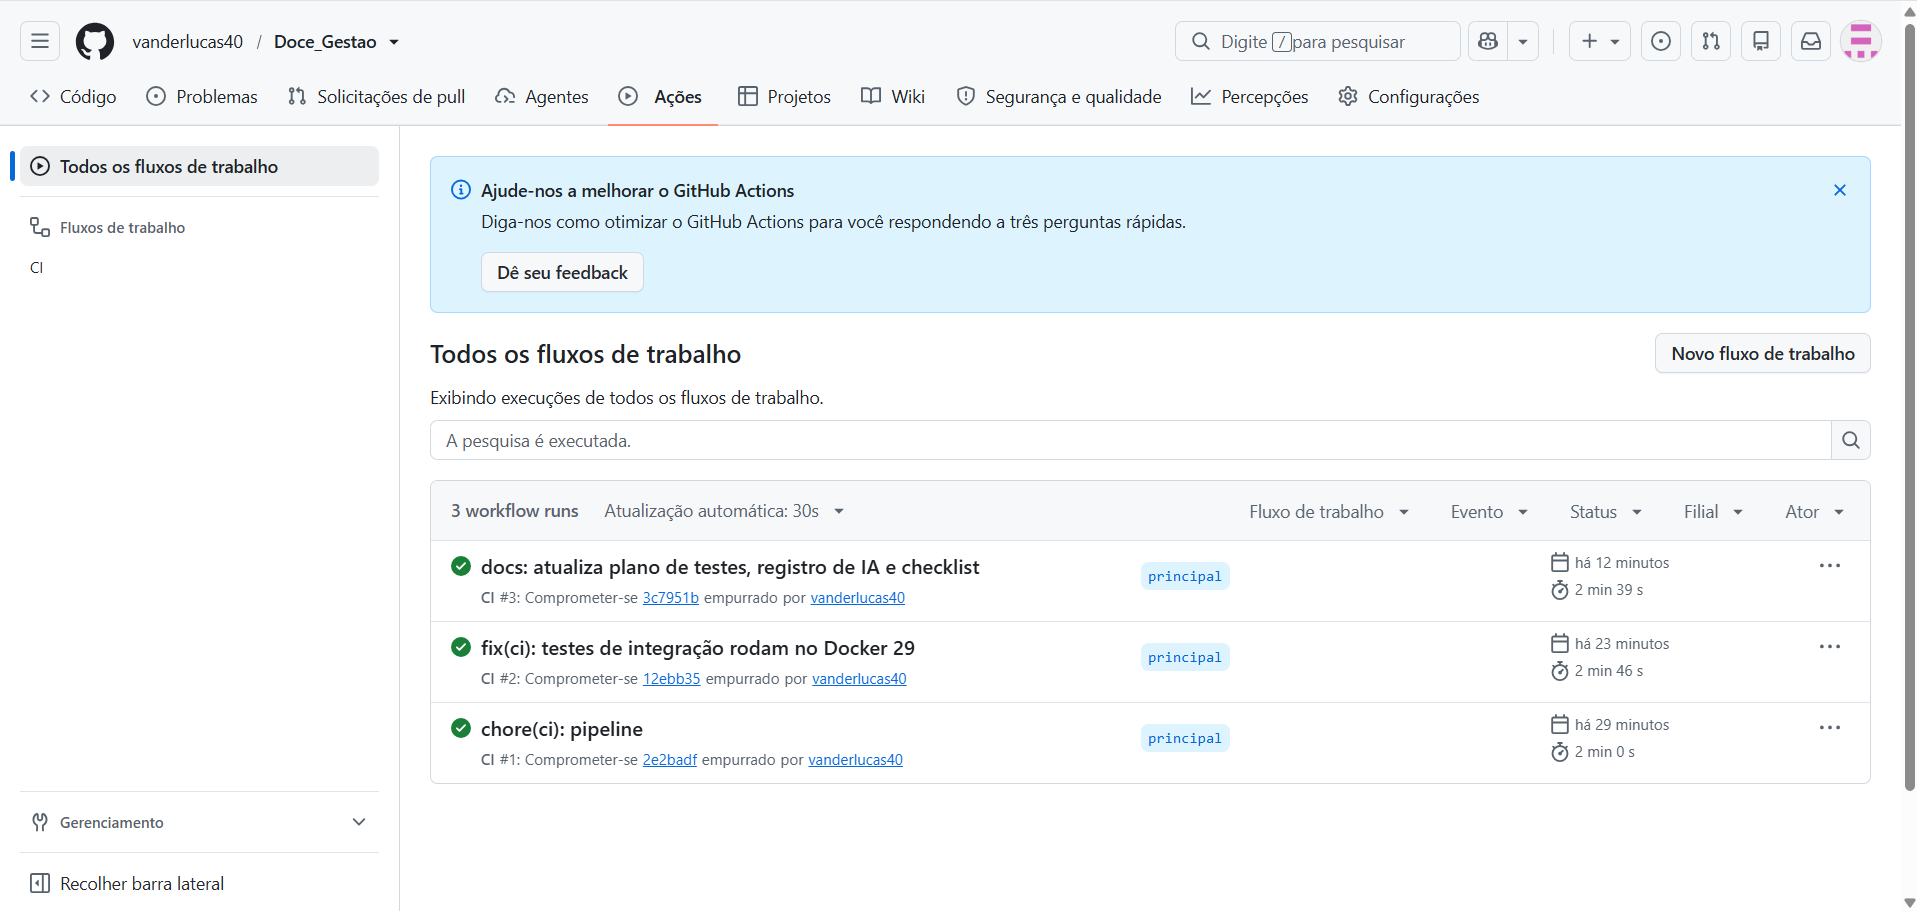 vanderlucas40 / Doce_Gestao
Digite / para pesquisar
Código
Problemas
Solicitações de pull
Agentes
Ações
Projetos
Wiki
Segurança e qualidade
Percepções
Configurações
Todos os fluxos de trabalho
Fluxos de trabalho
CI
Gerenciamento
Recolher barra lateral
Ajude-nos a melhorar o GitHub Actions
Diga-nos como otimizar o GitHub Actions para você respondendo a três perguntas rápidas.
Dê seu feedback
Todos os fluxos de trabalho
Novo fluxo de trabalho
Exibindo execuções de todos os fluxos de trabalho.
A pesquisa é executada.
3 workflow runs Atualização automática: 30s Fluxo de trabalho Evento Status Filial Ator
docs: atualiza plano de testes, registro de IA e checklist
CI #3: Comprometer-se 3c7951b empurrado por vanderlucas40
principal
há 12 minutos
2 min 39 s
fix(ci): testes de integração rodam no Docker 29
CI #2: Comprometer-se 12ebb35 empurrado por vanderlucas40
principal
há 23 minutos
2 min 46 s
chore(ci): pipeline
CI #1: Comprometer-se 2e2badf empurrado por vanderlucas40
principal
há 29 minutos
2 min 0 s